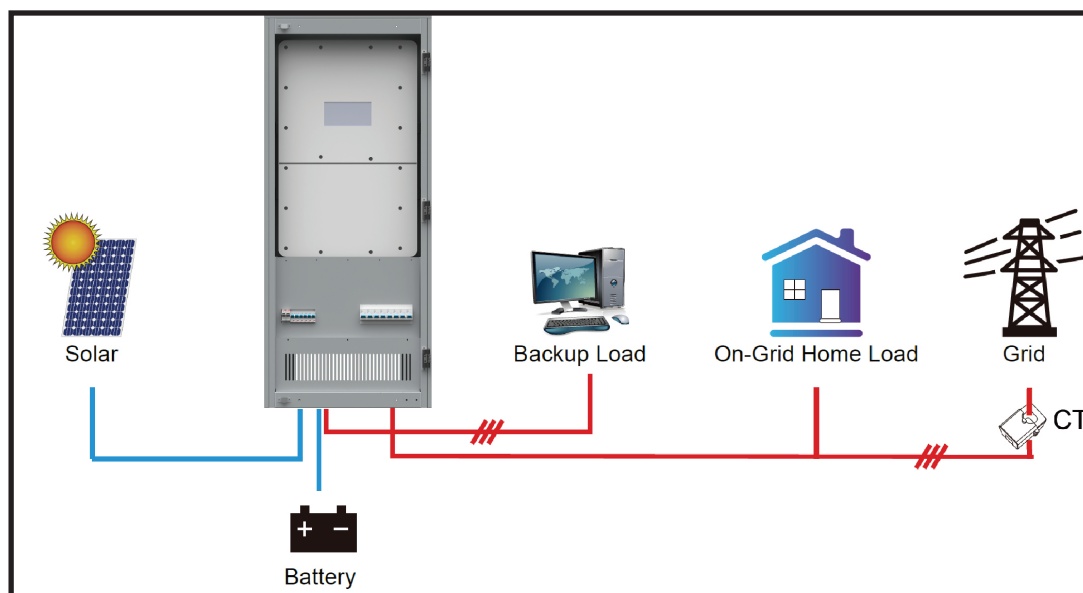 Solar
Backup Load
On-Grid Home Load
Grid
CT
Battery